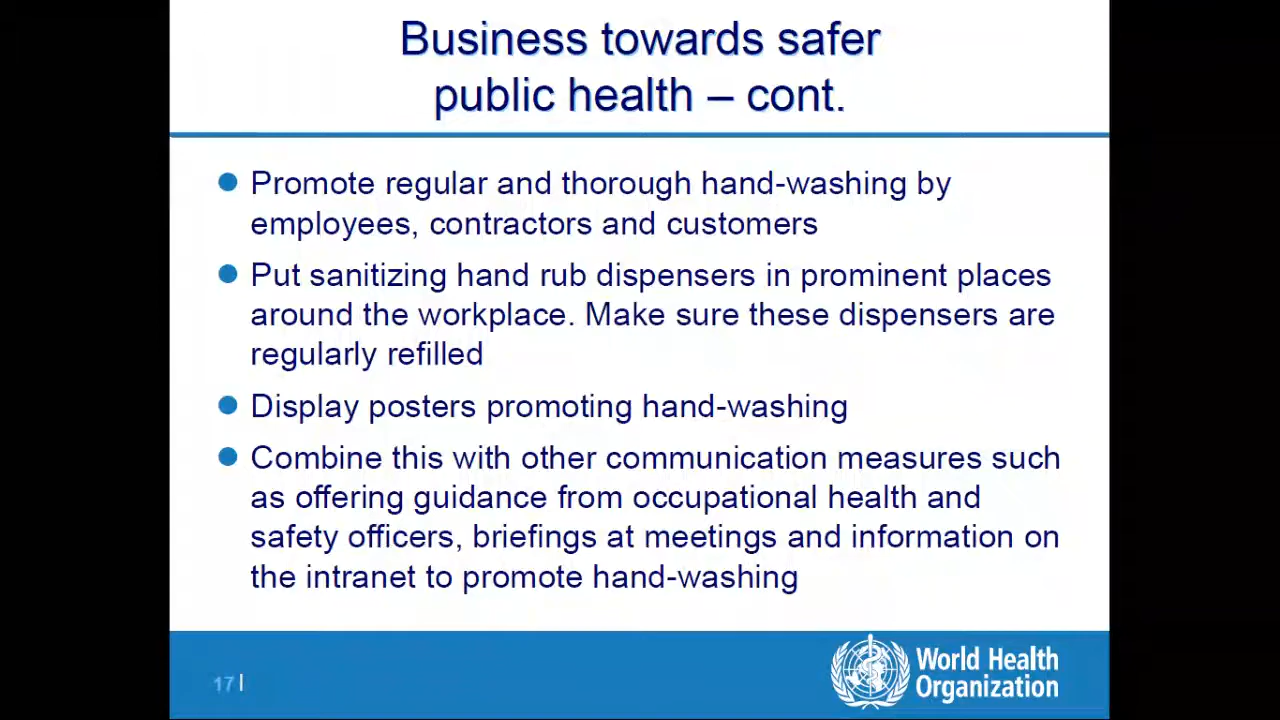 Business towards safer
public health – cont.
● Promote regular and thorough hand-washing by
employees, contractors and customers
● Put sanitizing hand rub dispensers in prominent places
around the workplace. Make sure these dispensers are
regularly refilled
● Display posters promoting hand-washing
● Combine this with other communication measures such
as offering guidance from occupational health and
safety officers, briefings at meetings and information on
the intranet to promote hand-washing
17 |
World Health
Organization